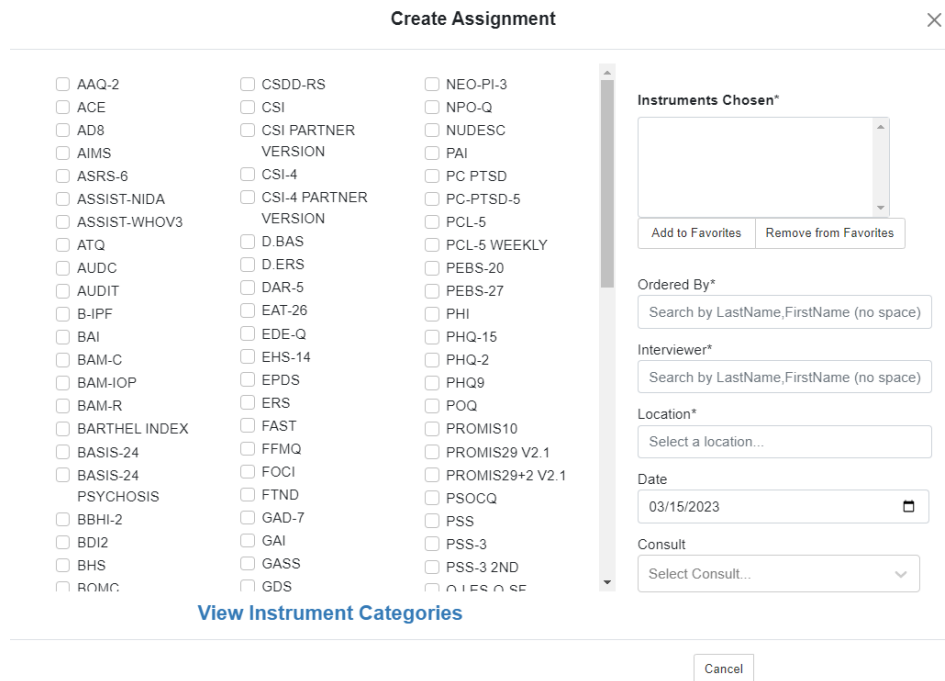 Create Assignment
AAQ-2
ACE
AD8
AIMS
ASRS-6
ASSIST-NIDA
ASSIST-WHOV3
ATQ
AUDC
AUDIT
B-IPF
BAI
BAM-C
BAM-IOP
BAM-R
BARTHEL INDEX
BASIS-24
BASIS-24
PSYCHOSIS
BBHI-2
BDI2
BHS
BOMC
CSDD-RS
CSI
CSI PARTNER
VERSION
CSI-4
CSI-4 PARTNER
VERSION
D.BAS
D.ERS
DAR-5
EAT-26
EDE-Q
EHS-14
EPDS
ERS
FAST
FFMQ
FOCI
FTND
GAD-7
GAI
GASS
GDS
NEO-PI-3
NPO-Q
NUDESC
PAI
PC PTSD
PC-PTSD-5
PCL-5
PCL-5 WEEKLY
PEBS-20
PEBS-27
PHI
PHQ-15
PHQ-2
PHQ9
POQ
PROMIS10
PROMIS29 V2.1
PROMIS29+2 V2.1
PSOCQ
PSS
PSS-3
PSS-3 2ND
Q-LES-Q-SF
View Instrument Categories
Instruments Chosen*
Add to Favorites
Remove from Favorites
Ordered By*
Search by LastName,FirstName (no space)
Interviewer*
Search by LastName,FirstName (no space)
Location*
Select a location...
Date
03/15/2023
Consult
Select Consult...
Cancel